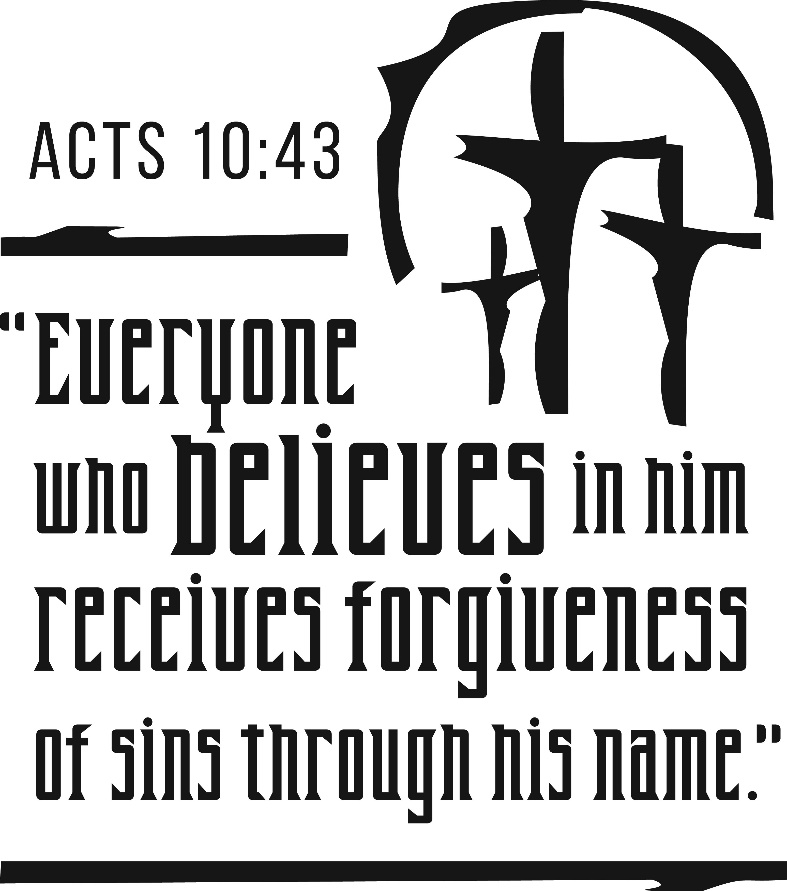 ACTS 10:43
“Everyone
who believes in him
receives forgiveness
of sins through his name.”